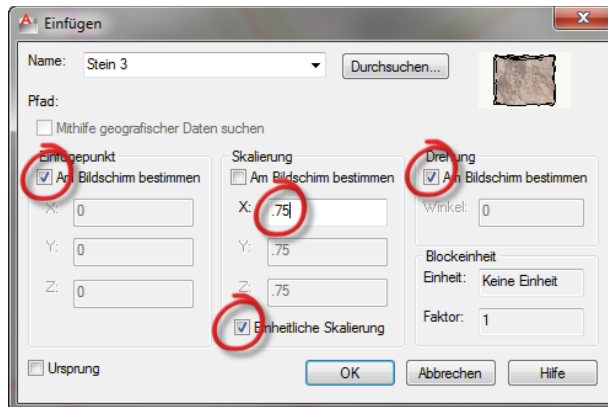 Einfügen
Name: Stein 3 Durchsuchen...
Pfad:
Mithilfe geografischer Daten suchen
Einfügepunkt
Am Bildschirm bestimmen
X: 0
Y: 0
Z: 0
Skalierung
Am Bildschirm bestimmen
X: .75
Y: .75
Z: .75
Einheitliche Skalierung
Drehung
Am Bildschirm bestimmen
Winkel: 0
Blockeinheit
Einheit: Keine Einheit
Faktor: 1
Ursprung
OK Abbrechen Hilfe